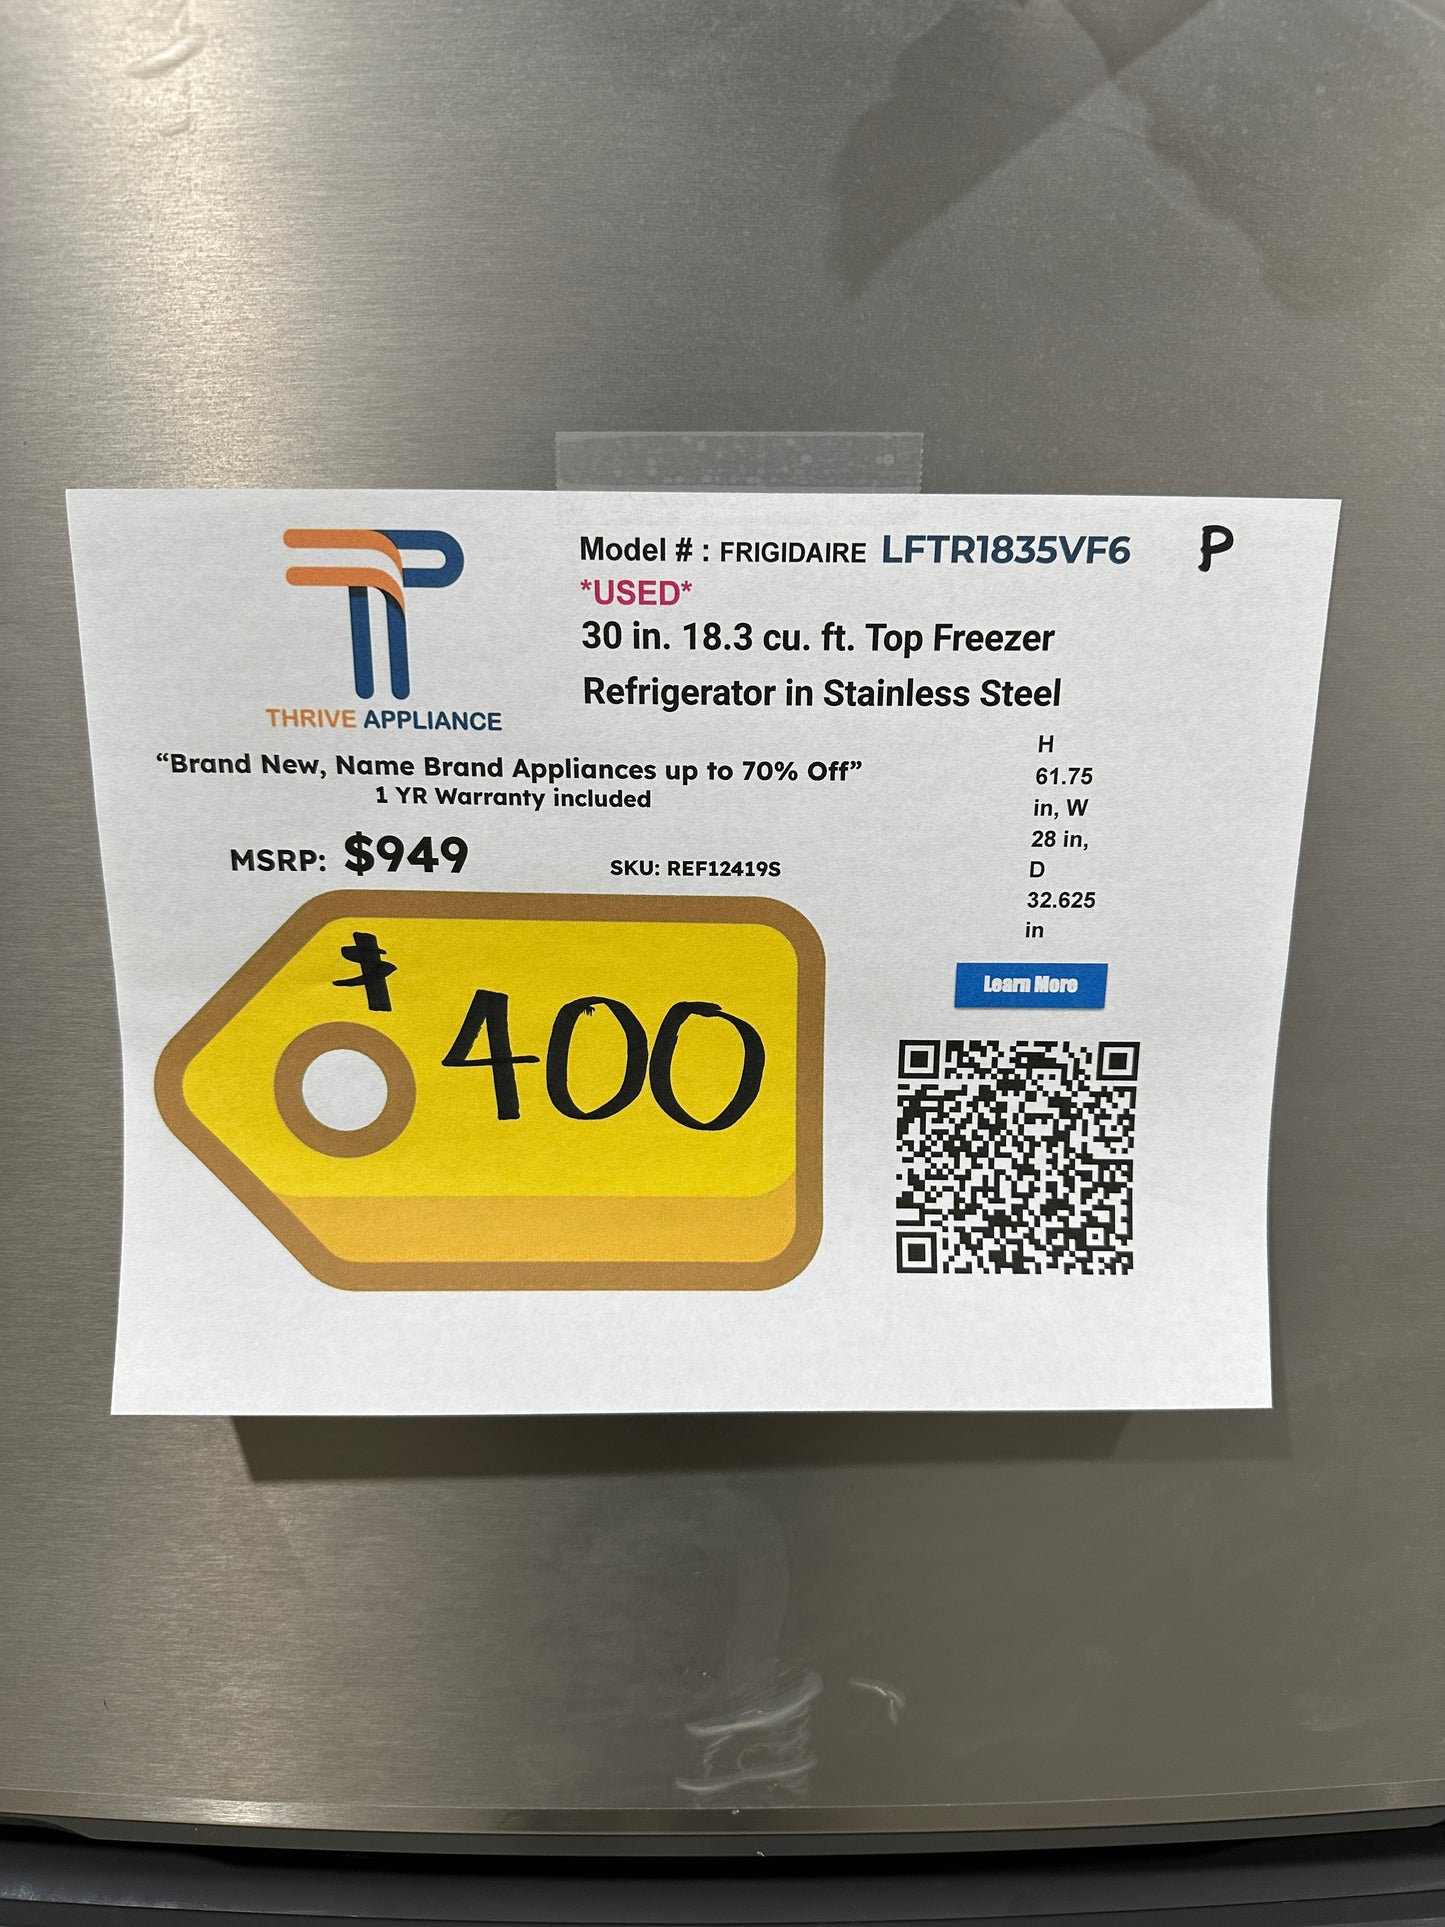 Model # : FRIGIDAIRE LFTR1835VF6
P
*USED*
30 in. 18.3 cu. ft. Top Freezer
Refrigerator in Stainless Steel
THRIVE APPLIANCE
“Brand New, Name Brand Appliances up to 70% Off”
1 YR Warranty included
MSRP: $949
SKU: REF12419S
H
61.75
in, W
28 in,
D
32.625
in
$400
Learn More